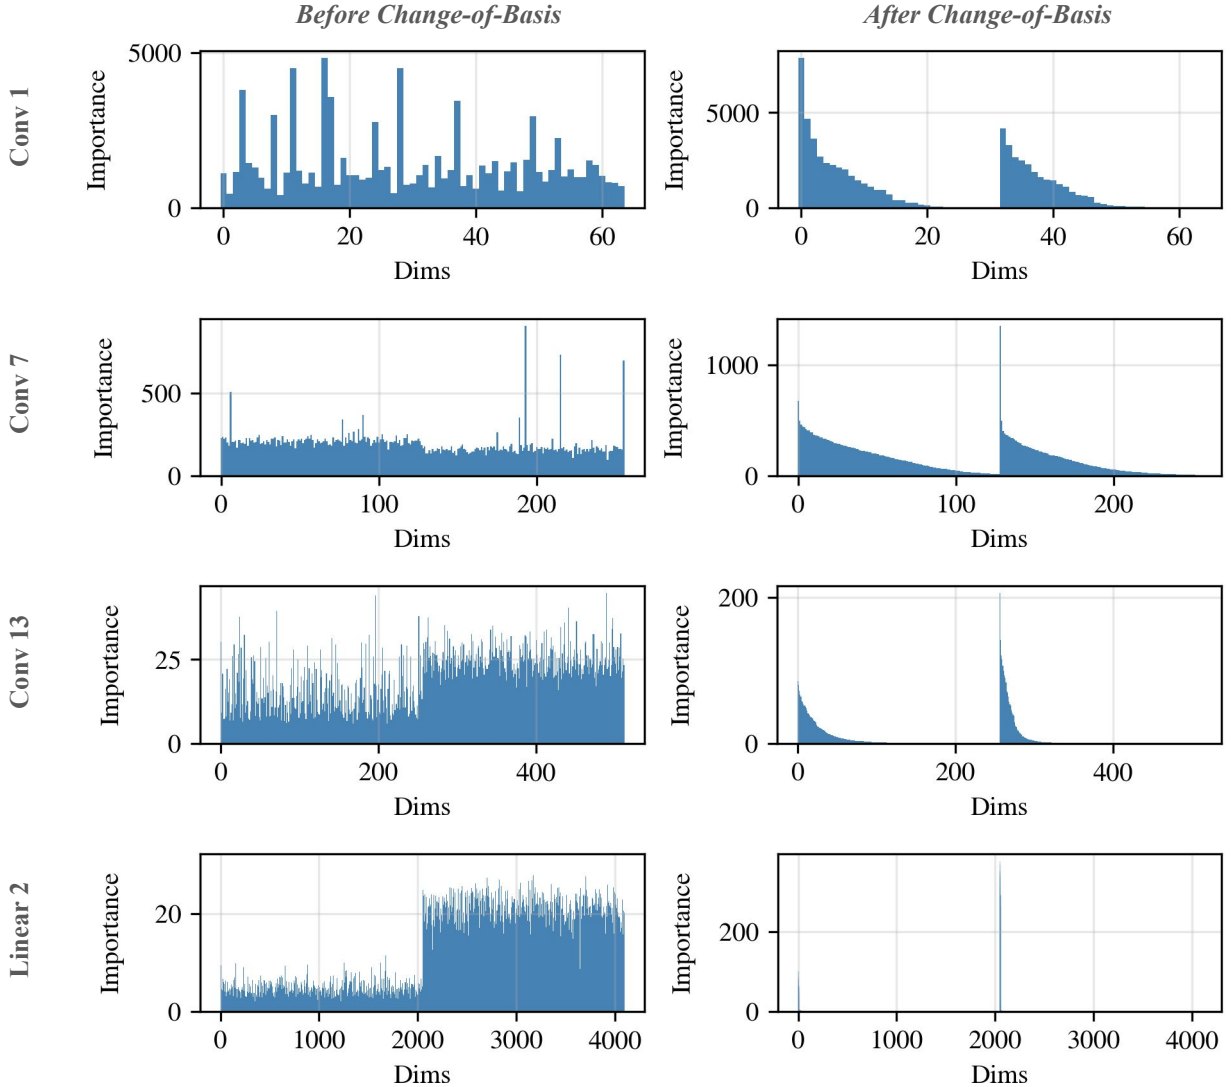 Before Change-of-Basis
After Change-of-Basis
Conv 1
Importance
5000
0
0 20 40 60
Dims
Importance
5000
0
0 20 40 60
Dims
Conv 7
Importance
500
0
0 100 200
Dims
Importance
1000
0
0 100 200
Dims
Conv 13
Importance
25
0
0 200 400
Dims
Importance
200
0
0 200 400
Dims
Linear 2
Importance
20
0
0 1000 2000 3000 4000
Dims
Importance
200
0
0 1000 2000 3000 4000
Dims